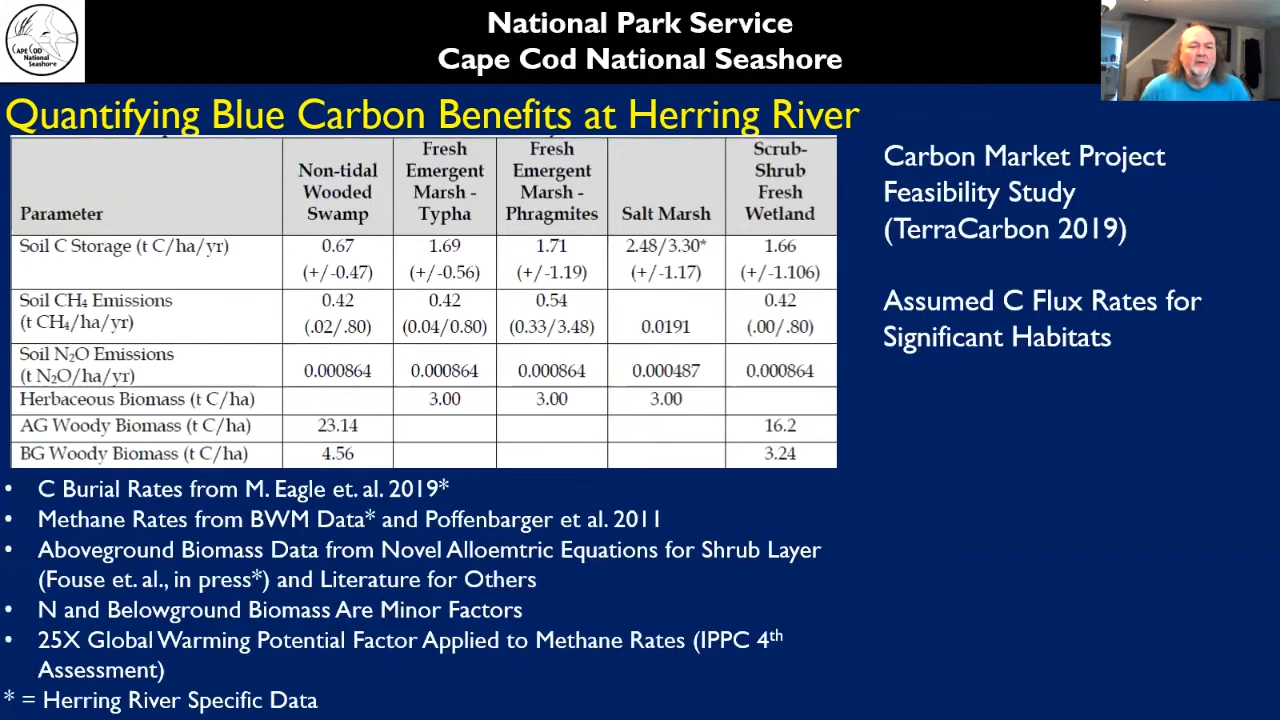 National Park Service
Cape Cod National Seashore
CAPE COD
National
Seashore
Quantifying Blue Carbon Benefits at Herring River
Parameter
Non-tidal Wooded Swamp
Fresh Emergent Marsh - Typha
Fresh Emergent Marsh - Phragmites
Salt Marsh
Scrub-Shrub Fresh Wetland
Soil C Storage (t C/ha/yr) 0.67 (+/-0.47) 1.69 (+/-0.56) 1.71 (+/-1.19) 2.48/3.30* (+/-1.17) 1.66 (+/-1.106)
Soil CH₄ Emissions (t CH₄/ha/yr) 0.42 (.02/.80) 0.42 (0.04/0.80) 0.54 (0.33/3.48) 0.0191 0.42 (.00/.80)
Soil N₂O Emissions (t N₂O/ha/yr) 0.000864 0.000864 0.000864 0.000487 0.000864
Herbaceous Biomass (t C/ha) 3.00 3.00 3.00
AG Woody Biomass (t C/ha) 23.14 16.2
BG Woody Biomass (t C/ha) 4.56 3.24
Carbon Market Project
Feasibility Study
(TerraCarbon 2019)
Assumed C Flux Rates for
Significant Habitats
• C Burial Rates from M. Eagle et. al. 2019*
• Methane Rates from BWM Data* and Poffenbarger et al. 2011
• Aboveground Biomass Data from Novel Alloemtric Equations for Shrub Layer
(Fouse et. al., in press*) and Literature for Others
• N and Belowground Biomass Are Minor Factors
• 25X Global Warming Potential Factor Applied to Methane Rates (IPPC 4th
Assessment)
* = Herring River Specific Data